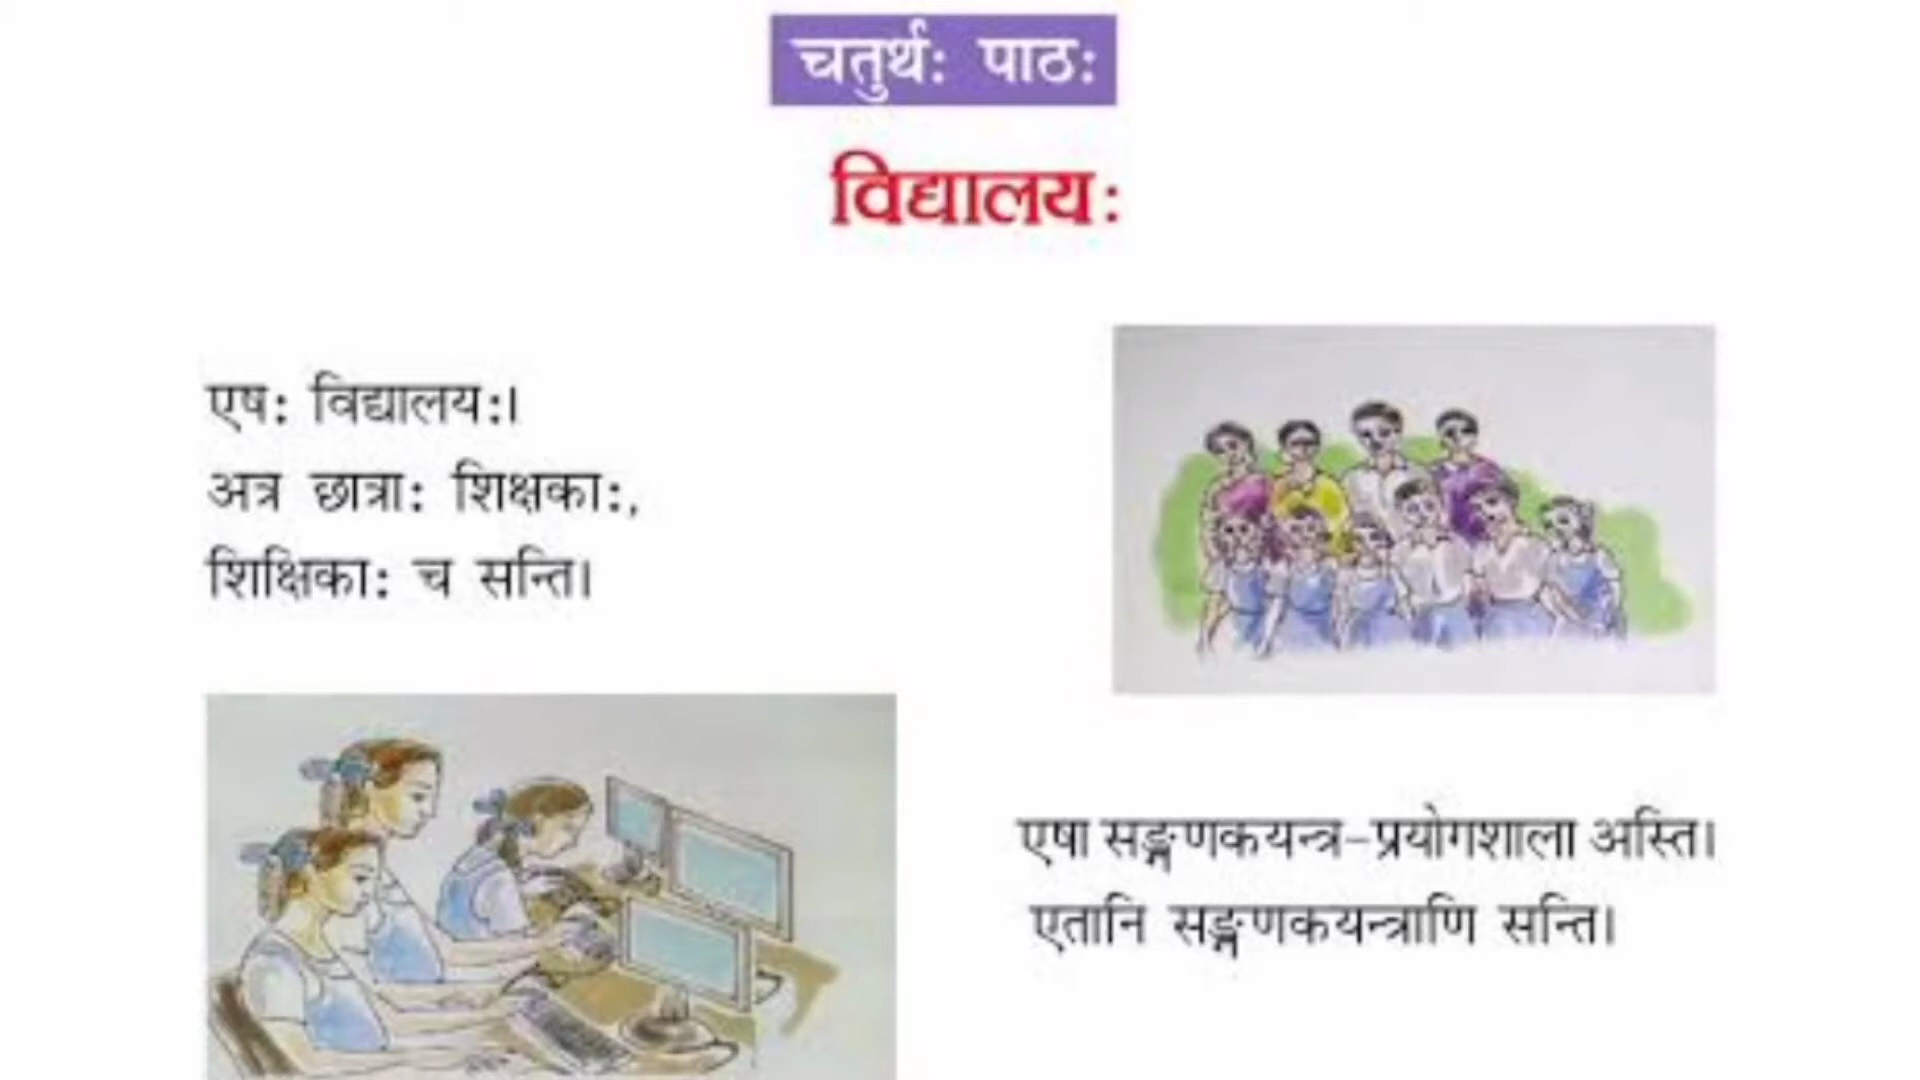 चतुर्थः पाठः
विद्यालयः
एषः विद्यालयः।
अत्र छात्राः शिक्षकाः,
शिक्षिकाः च सन्ति।
एषा सङ्गणकयन्त्र-प्रयोगशाला अस्ति।
एतानि सङ्गणकयन्त्राणि सन्ति।